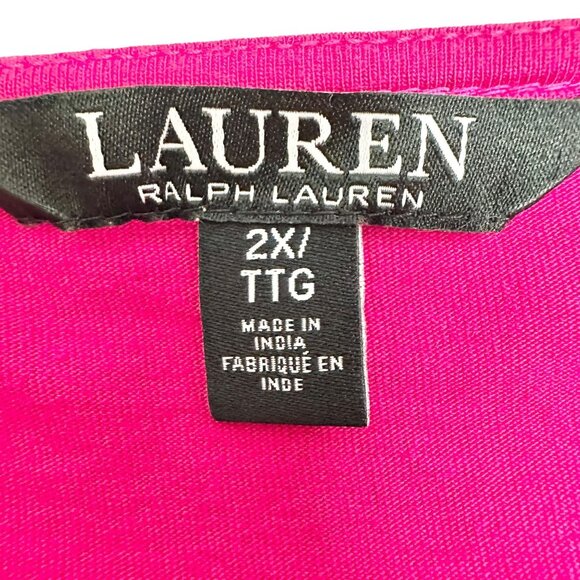 LAUREN
RALPH LAUREN
2X/
TTG
MADE IN
INDIA
FABRIQUÉ EN
INDE